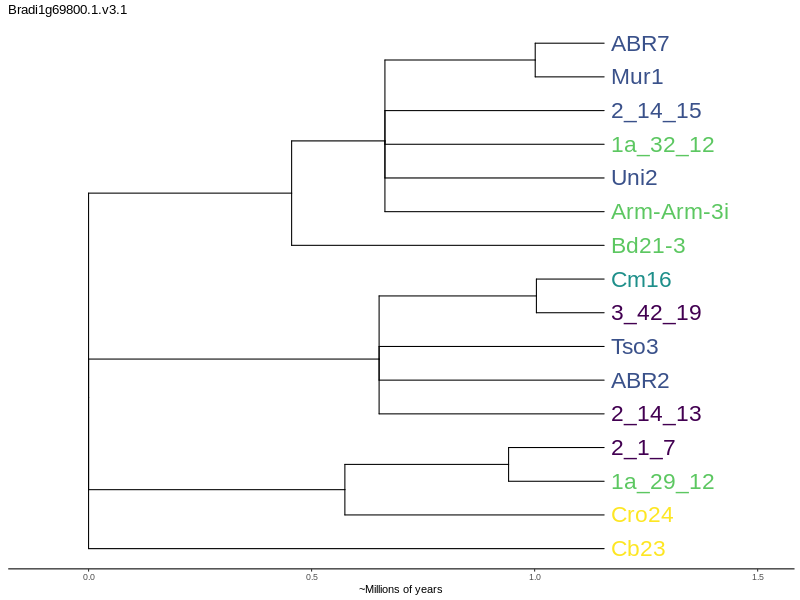 Bradi1g69800.1.v3.1
ABR7
Mur1
2_14_15
1a_32_12
Uni2
Arm-Arm-3i
Bd21-3
Cm16
3_42_19
Tso3
ABR2
2_14_13
2_1_7
1a_29_12
Cro24
Cb23
0.0 0.5 1.0 1.5
~Millions of years